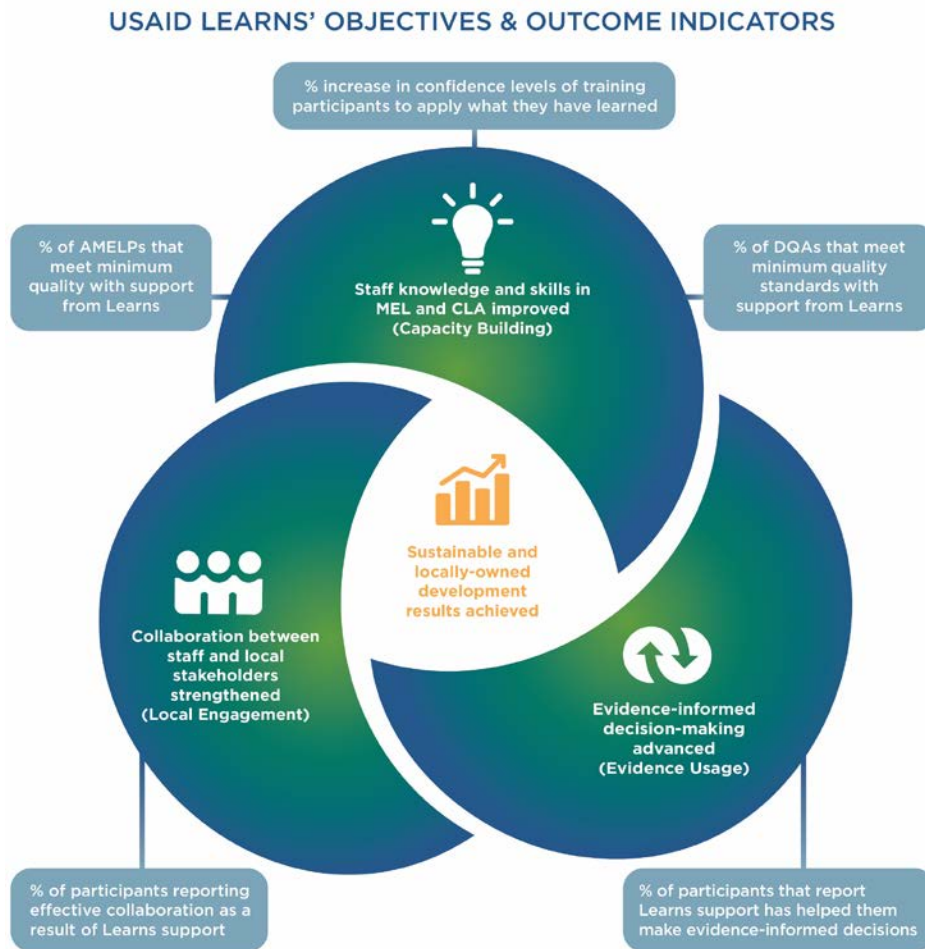 USAID LEARNS' OBJECTIVES & OUTCOME INDICATORS
% increase in confidence levels of training
participants to apply what they have learned
% of AMELPs that
meet minimum
quality with support
from Learns
% of DQAs that meet
minimum quality
standards with
support from Learns
Staff knowledge and skills in
MEL and CLA improved
(Capacity Building)
Sustainable and
locally-owned
development
results achieved
Collaboration between
staff and local
stakeholders
strengthened
(Local Engagement)
Evidence-informed
decision-making
advanced
(Evidence Usage)
% of participants reporting
effective collaboration as a
result of Learns support
% of participants that report
Learns support has helped them
make evidence-informed decisions